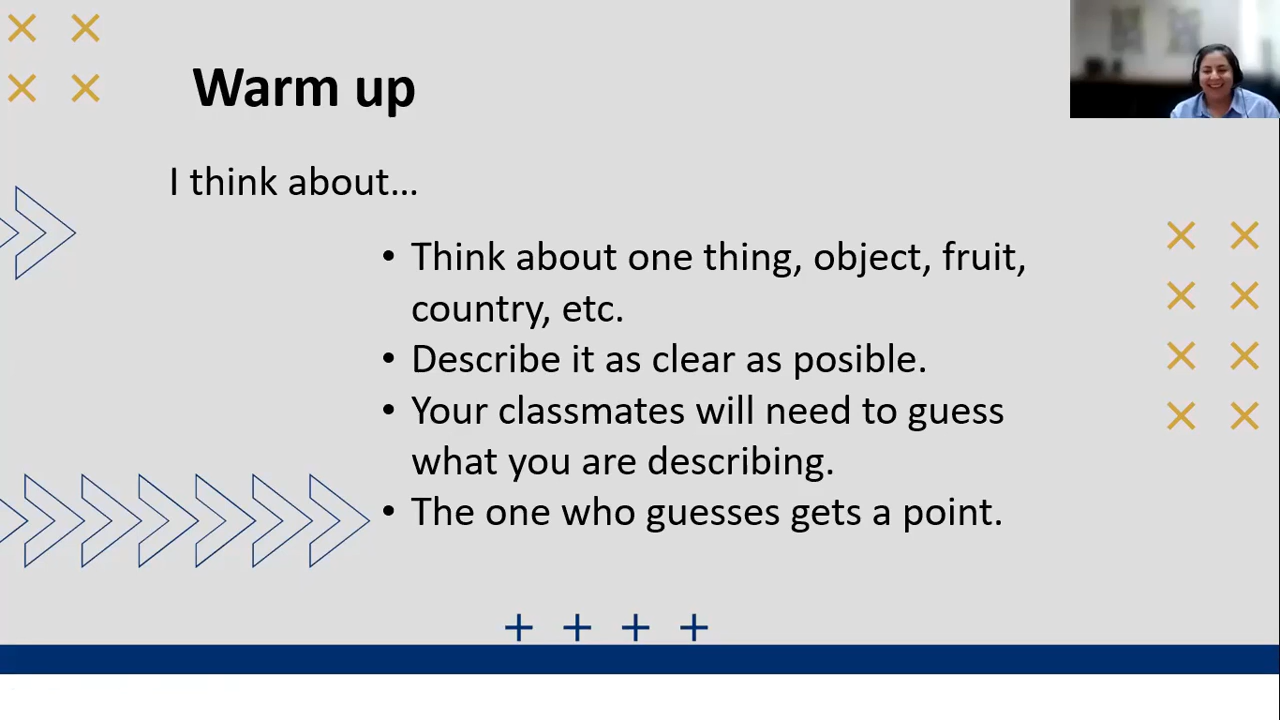 Warm up
I think about...
• Think about one thing, object, fruit,
country, etc.
• Describe it as clear as posible.
• Your classmates will need to guess
what you are describing.
• The one who guesses gets a point.